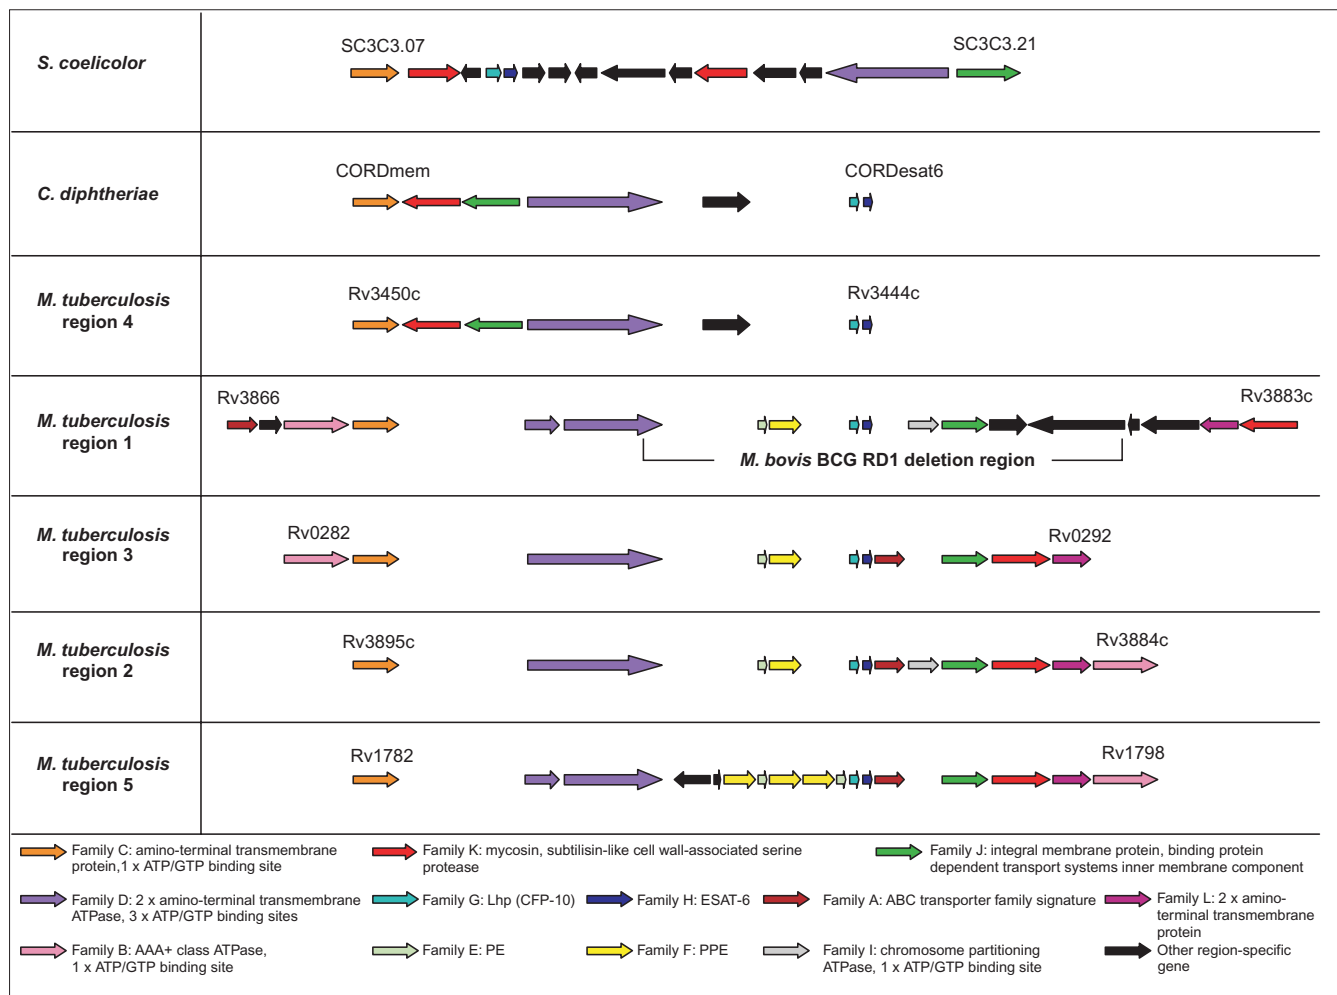 S. coelicolor
SC3C3.07
SC3C3.21
C. diphtheriae
CORDmem
CORDesat6
M. tuberculosis
region 4
Rv3450c
Rv3444c
M. tuberculosis
region 1
Rv3866
Rv3883c
M. bovis BCG RD1 deletion region
M. tuberculosis
region 3
Rv0282
Rv0292
M. tuberculosis
region 2
Rv3895c
Rv3884c
M. tuberculosis
region 5
Rv1782
Rv1798
Family C: amino-terminal transmembrane
protein,1 x ATP/GTP binding site
Family K: mycosin, subtilisin-like cell wall-associated serine
protease
Family J: integral membrane protein, binding protein
dependent transport systems inner membrane component
Family D: 2 x amino-terminal transmembrane
ATPase, 3 x ATP/GTP binding sites
Family G: Lhp (CFP-10)
Family H: ESAT-6
Family A: ABC transporter family signature
Family L: 2 x amino-
terminal transmembrane
protein
Family B: AAA+ class ATPase,
1 x ATP/GTP binding site
Family E: PE
Family F: PPE
Family I: chromosome partitioning
ATPase, 1 x ATP/GTP binding site
Other region-specific
gene